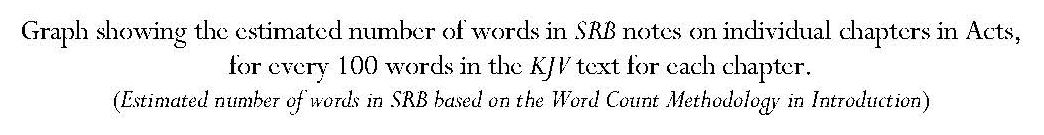 Graph showing the estimated number of words in SRB notes on individual chapters in Acts,
for every 100 words in the KJV text for each chapter.
(Estimated number of words in SRB based on the Word Count Methodology in Introduction)